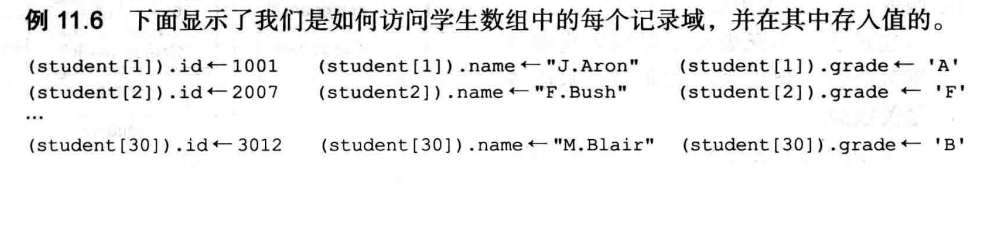 例 11.6 下面显示了我们是如何访问学生数组中的每个记录域，并在其中存入值的。
(student[1]).id←1001 (student[1]).name←"J.Aron" (student[1]).grade← 'A'
(student[2]).id←2007 (student2]).name←"F.Bush" (student[2]).grade ← 'F'
…
(student[30]).id←3012 (student[30]).name←"M.Blair" (student[30]).grade← 'B'